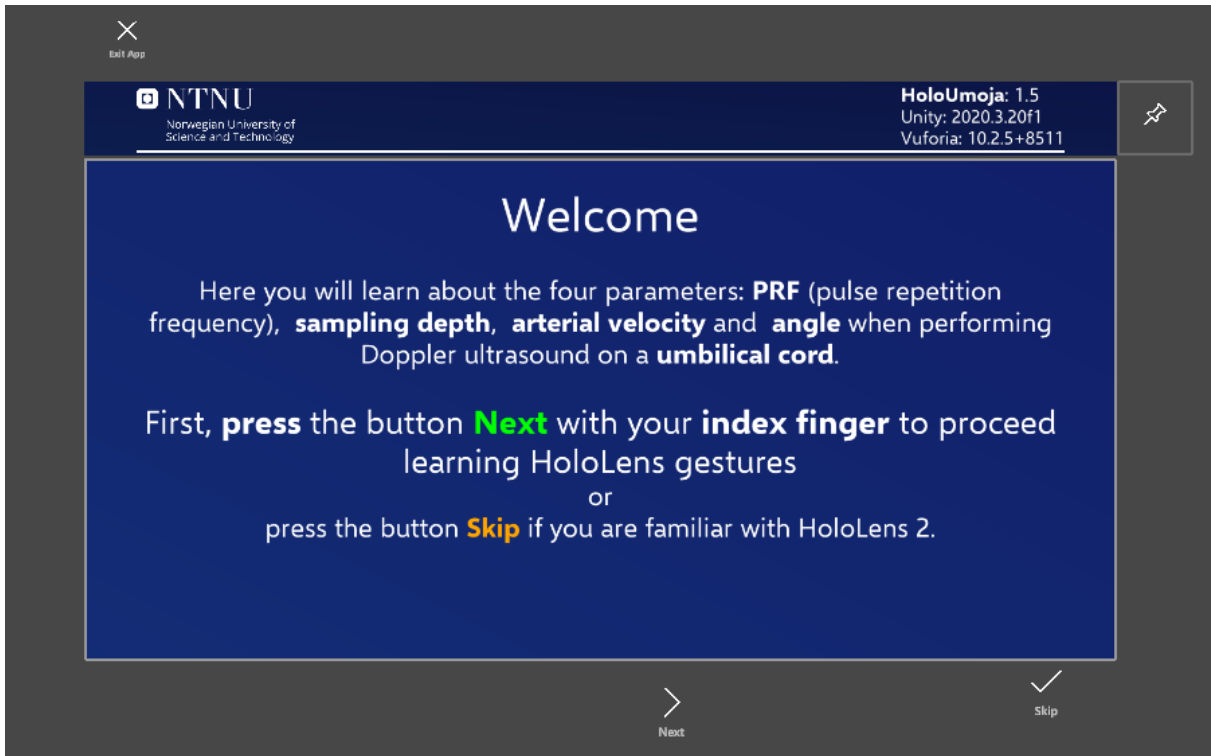 Exit App
NTNU
Norwegian University of
Science and Technology
HoloUmoja: 1.5
Unity: 2020.3.20f1
Vuforia: 10.2.5+8511
Welcome
Here you will learn about the four parameters: PRF (pulse repetition
frequency), sampling depth, arterial velocity and angle when performing
Doppler ultrasound on a umbilical cord.
First, press the button Next with your index finger to proceed
learning HoloLens gestures
or
press the button Skip if you are familiar with HoloLens 2.
Next
Skip